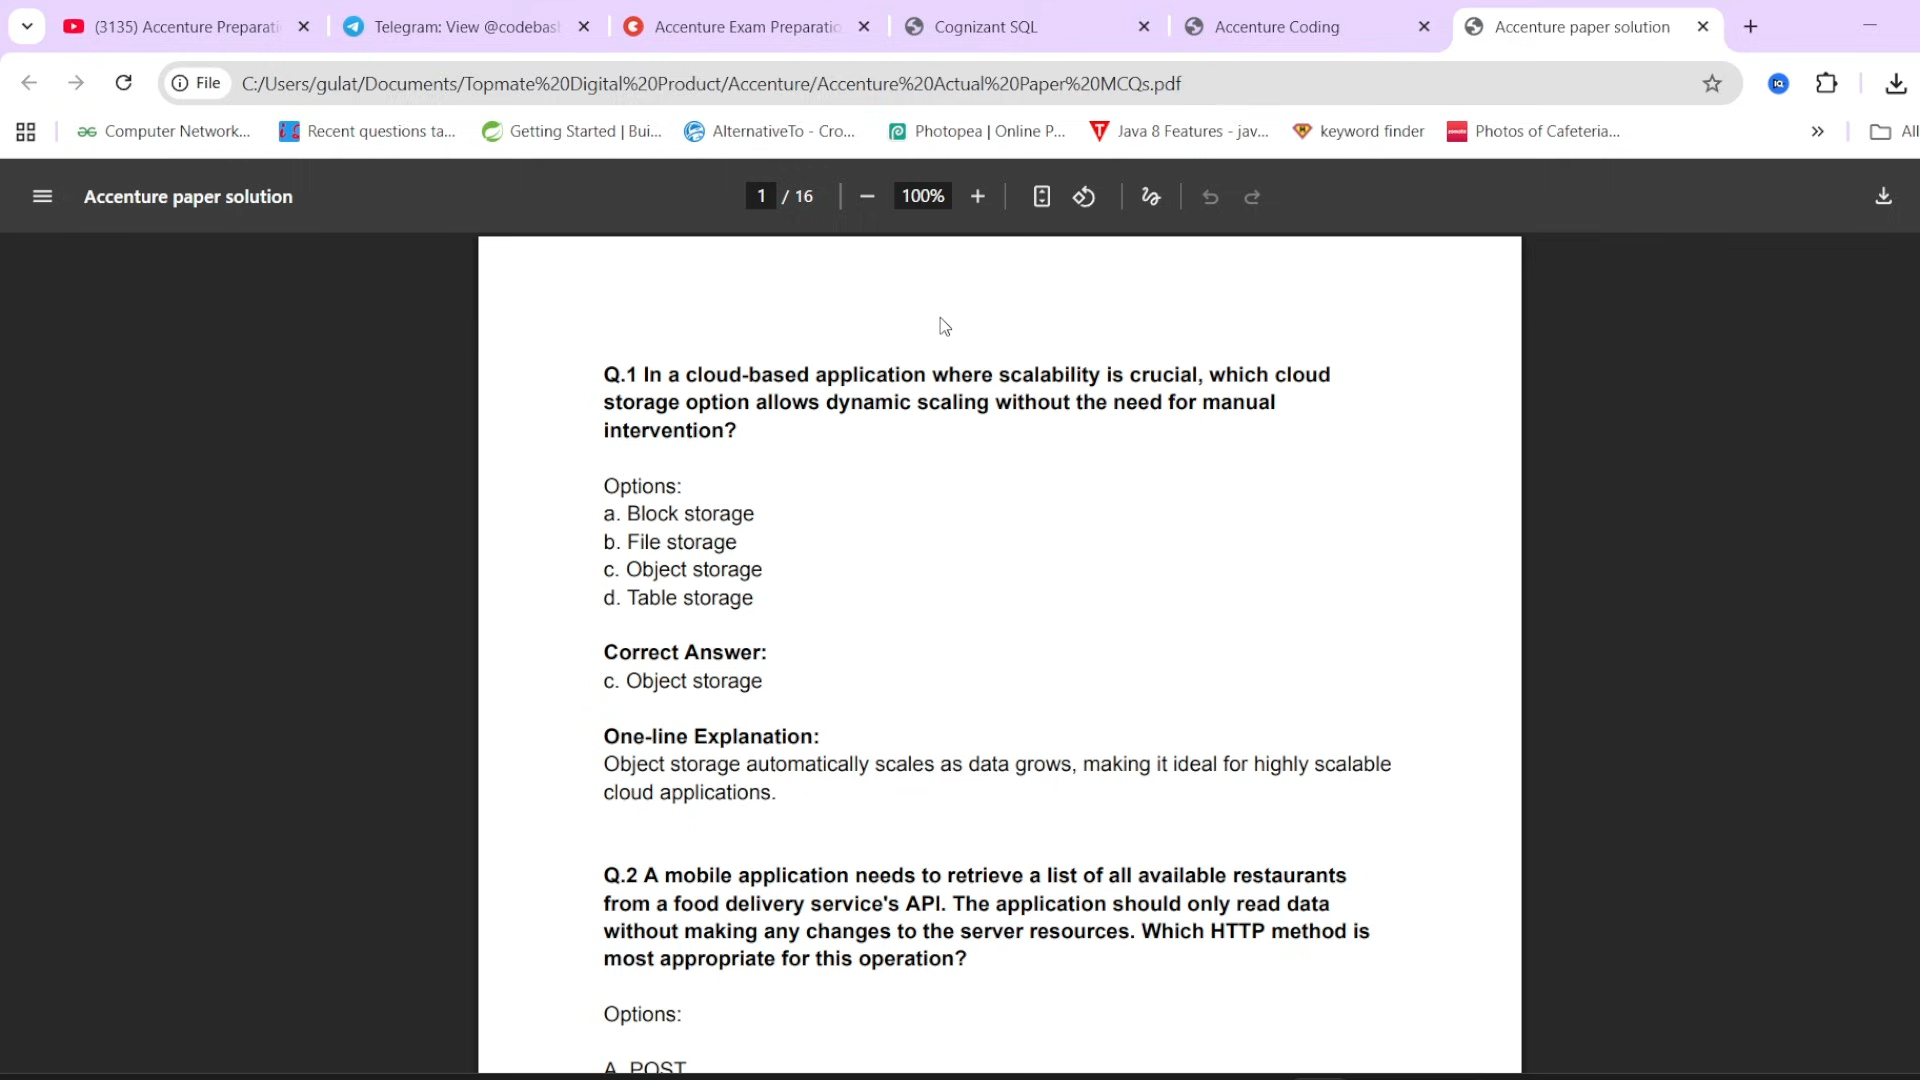 (3135) Accenture Preparati
Telegram: View @codebas
Accenture Exam Preparatio
Cognizant SQL
Accenture Coding
Accenture paper solution
File
C:/Users/gulat/Documents/Topmate%20Digital%20Product/Accenture/Accenture%20Actual%20Paper%20MCQs.pdf
Computer Network...
Recent questions ta...
Getting Started | Bui...
AlternativeTo - Cro...
Photopea | Online P...
Java 8 Features - jav...
keyword finder
Photos of Cafeteria...
All
Accenture paper solution
1 / 16
100%
Q.1 In a cloud-based application where scalability is crucial, which cloud
storage option allows dynamic scaling without the need for manual
intervention?
Options:
a. Block storage
b. File storage
c. Object storage
d. Table storage
Correct Answer:
c. Object storage
One-line Explanation:
Object storage automatically scales as data grows, making it ideal for highly scalable
cloud applications.
Q.2 A mobile application needs to retrieve a list of all available restaurants
from a food delivery service's API. The application should only read data
without making any changes to the server resources. Which HTTP method is
most appropriate for this operation?
Options:
A. POST